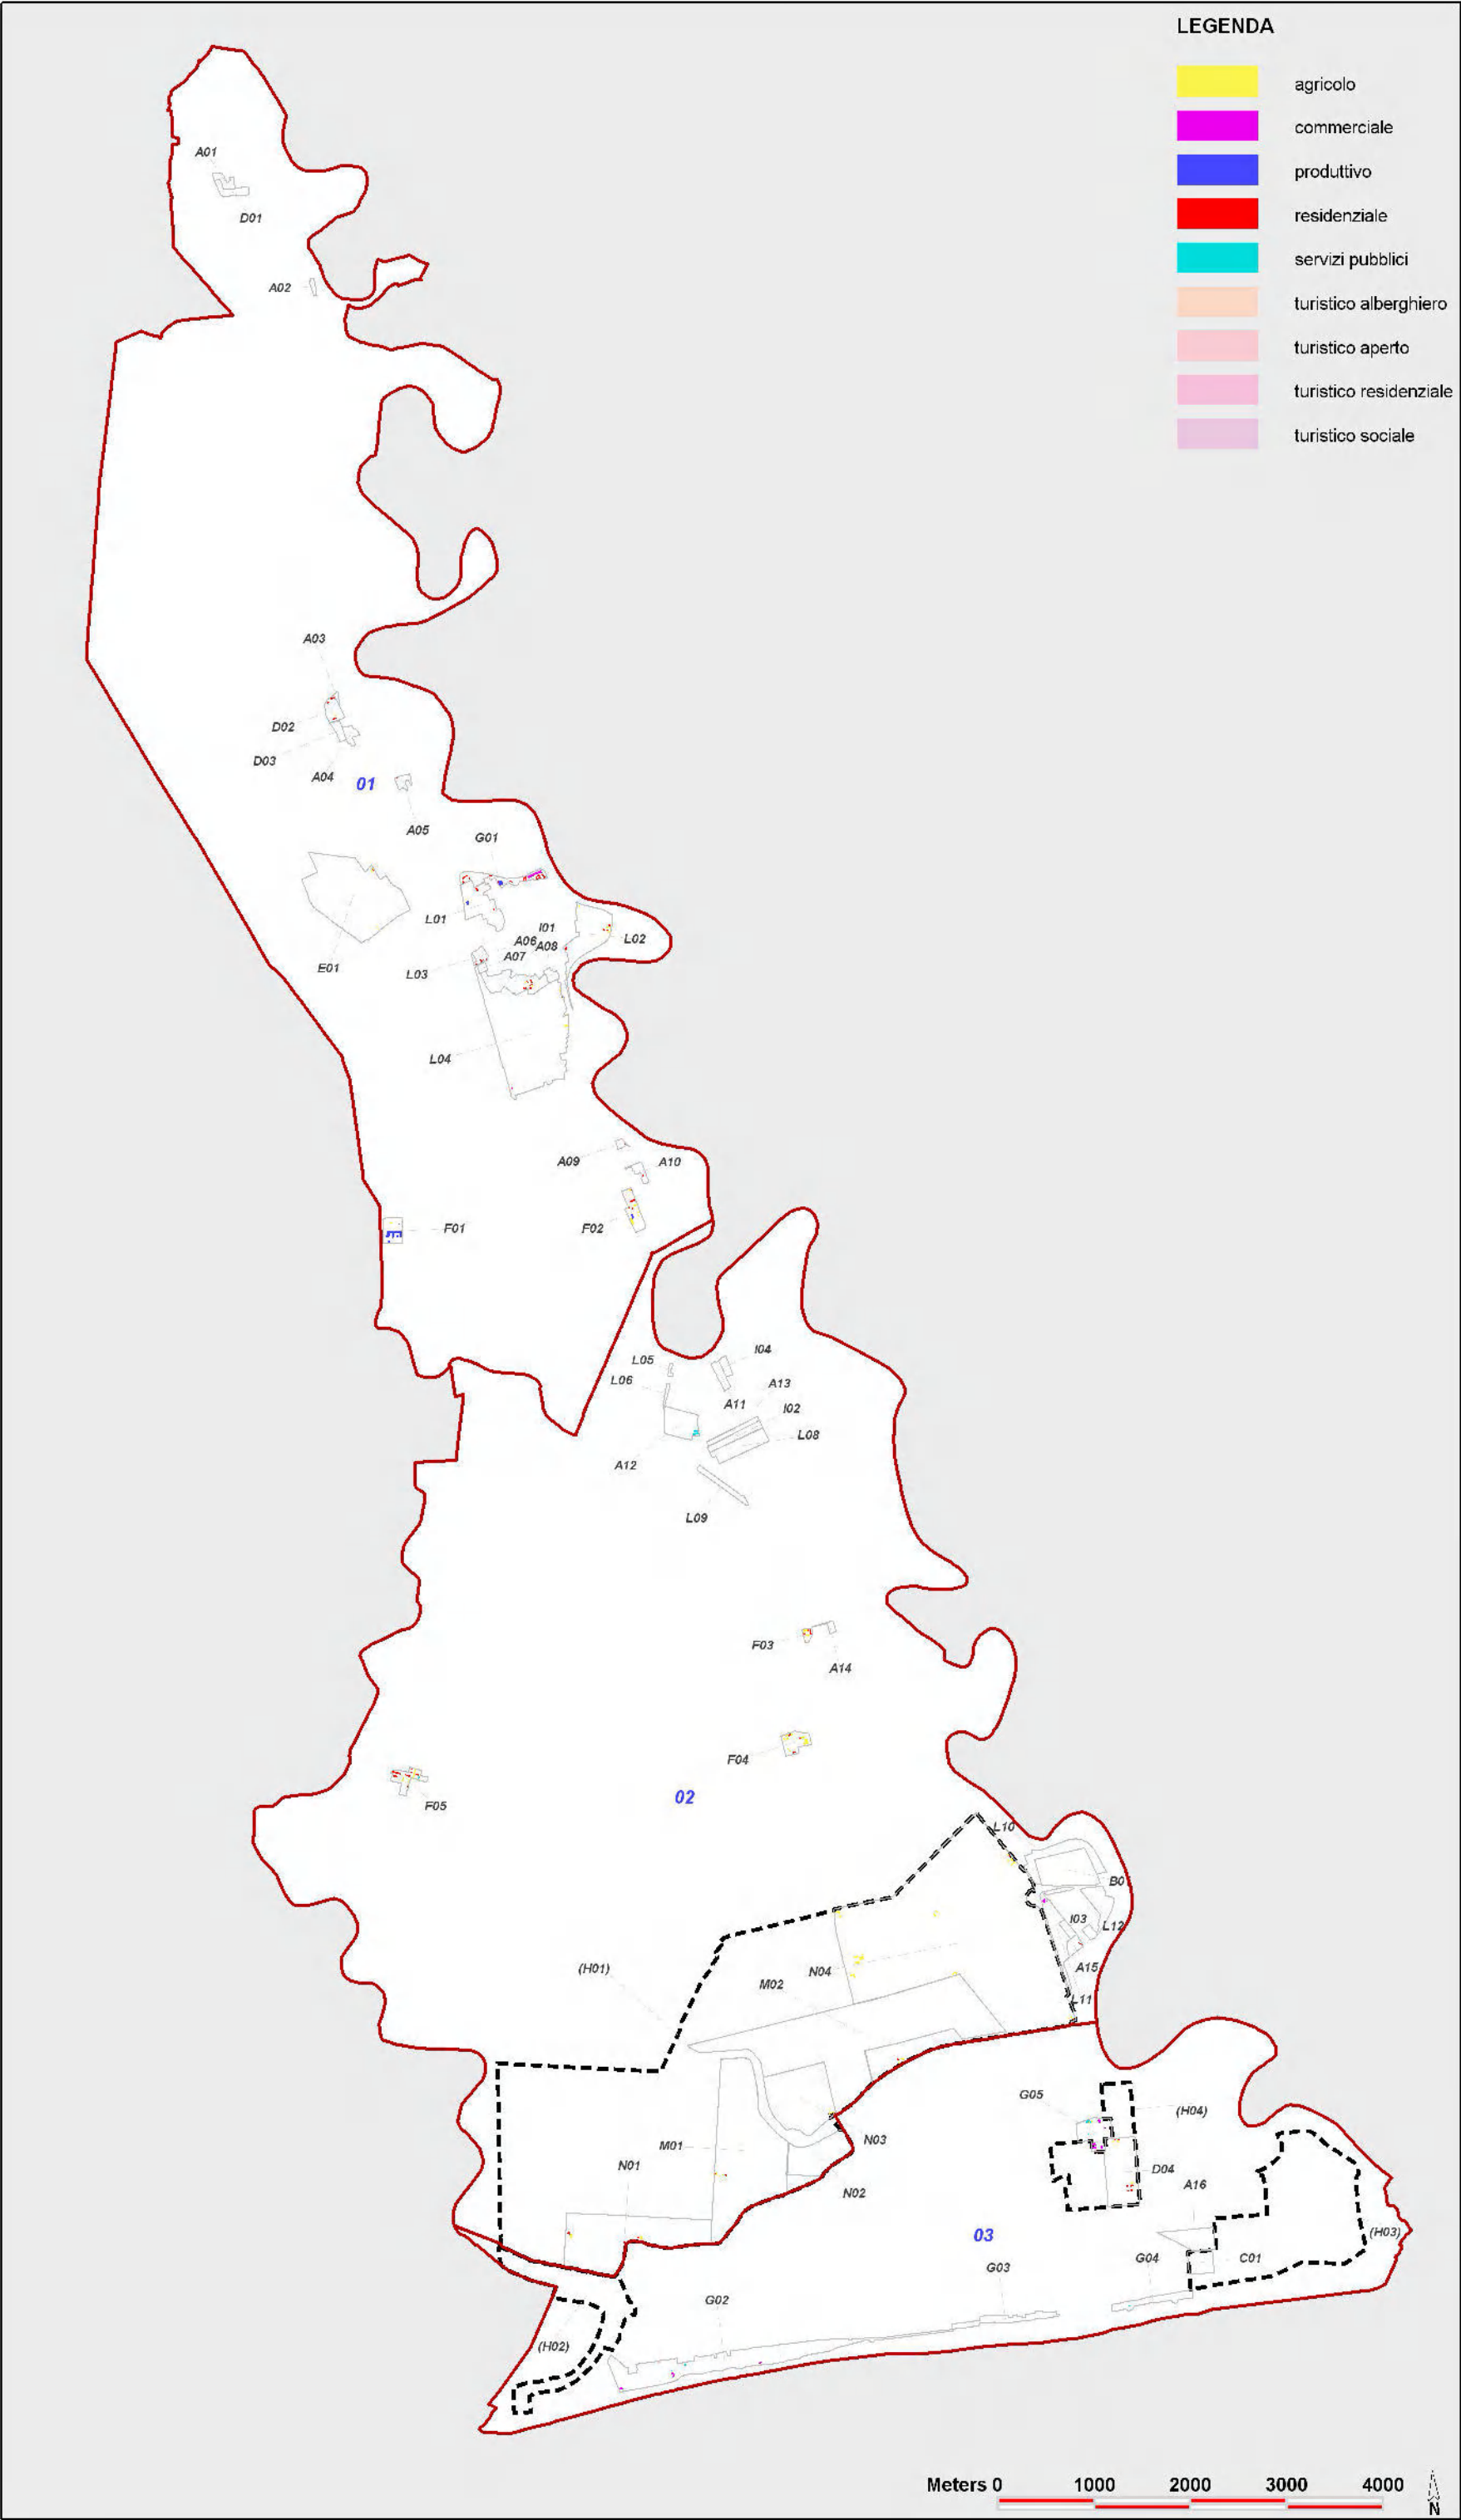 LEGENDA
agricolo
commerciale
produttivo
residenziale
servizi pubblici
turistico alberghiero
turistico aperto
turistico residenziale
turistico sociale
A01
D01
A02
A03
D02
D03
A04
01
A05
G01
L01
I01
A06
A08
L02
A07
E01
L03
L04
A09
A10
F01
F02
L05
I04
L06
A13
A11
I02
L08
A12
L09
F03
A14
F04
02
F05
L10
B0
I03
L12
(H01)
N04
A15
M02
L11
G05
(H04)
N03
M01
N01
D04
A16
N02
03
(H03)
G04
C01
G03
G02
(H02)
Meters 0 1000 2000 3000 4000
N